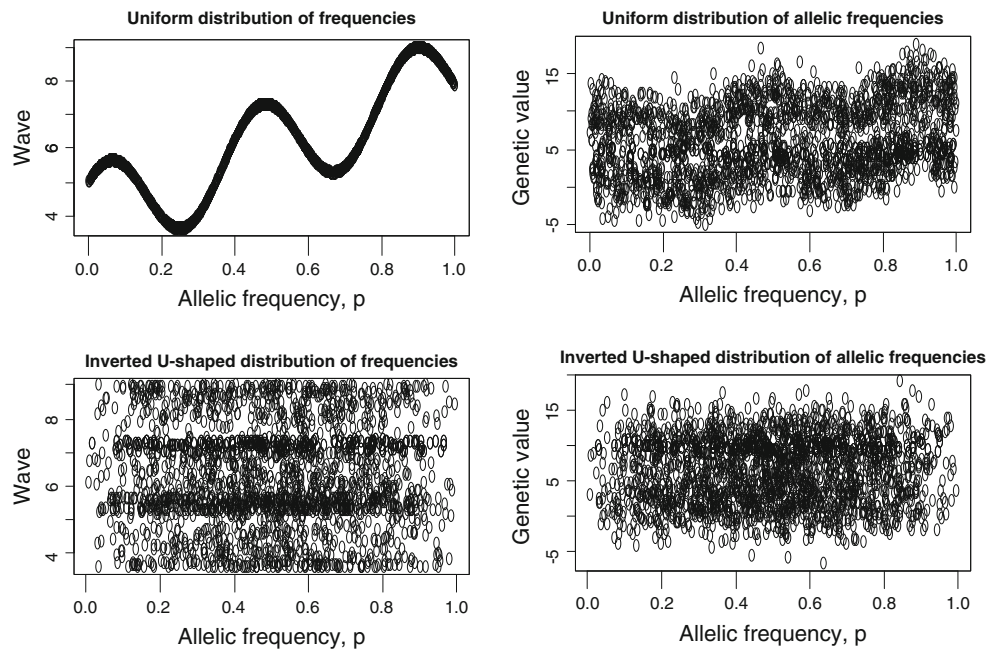 Uniform distribution of frequencies
Wave
4 6 8
0.0 0.2 0.4 0.6 0.8 1.0
Allelic frequency, p
Uniform distribution of allelic frequencies
Genetic value
-5 5 15
0.0 0.2 0.4 0.6 0.8 1.0
Allelic frequency, p
Inverted U-shaped distribution of frequencies
Wave
4 6 8
0.0 0.2 0.4 0.6 0.8 1.0
Allelic frequency, p
Inverted U-shaped distribution of allelic frequencies
Genetic value
-5 5 15
0.0 0.2 0.4 0.6 0.8 1.0
Allelic frequency, p